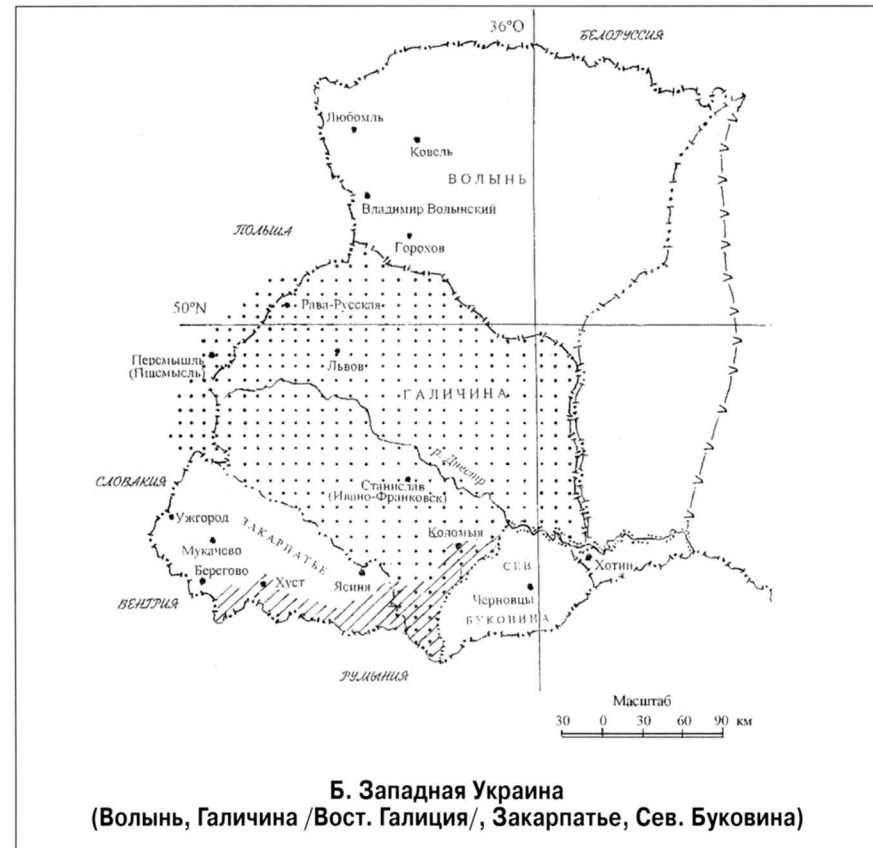 36°О
БЕЛОРУССИЯ
Любомль
Ковель
ВОЛЫНЬ
Владимир Волынский
ПОЛЬША
Горохов
50°N
Рава-Русская
Перемышль
(Пшемысль)
Львов
ГАЛИЧИНА
р. Днестр
СЛОВАКИЯ
Станислав
(Ивано-Франковск)
Ужгород
ЗАКАРПАТЬЕ
Коломыя
Мукачево
СЕВ.
Хотин
Берегово
Хуст
Ясиня
Черновцы
ВЕНГРИЯ
БУКОВИНА
РУМЫНИЯ
Масштаб
30 0 30 60 90 км
Б. Западная Украина
(Волынь, Галичина /Вост. Галиция/, Закарпатье, Сев. Буковина)